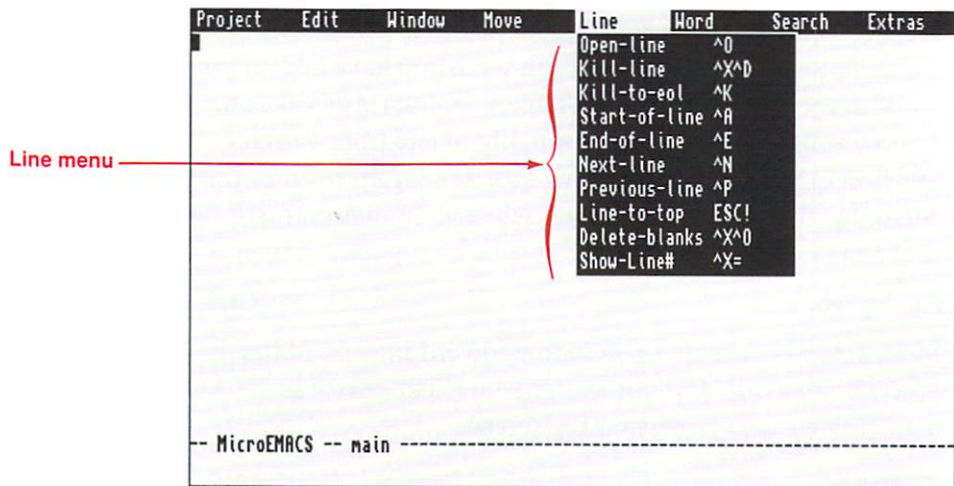 Project Edit Window Move Line Word Search Extras
Open-line ^O
Kill-line ^X^D
Kill-to-eol ^K
Start-of-line ^A
End-of-line ^E
Next-line ^N
Line menu
Previous-line ^P
Line-to-top ESC!
Delete-blanks ^X^O
Show-Line# ^X=
-- MicroEMACS -- main --------------------------------------------------